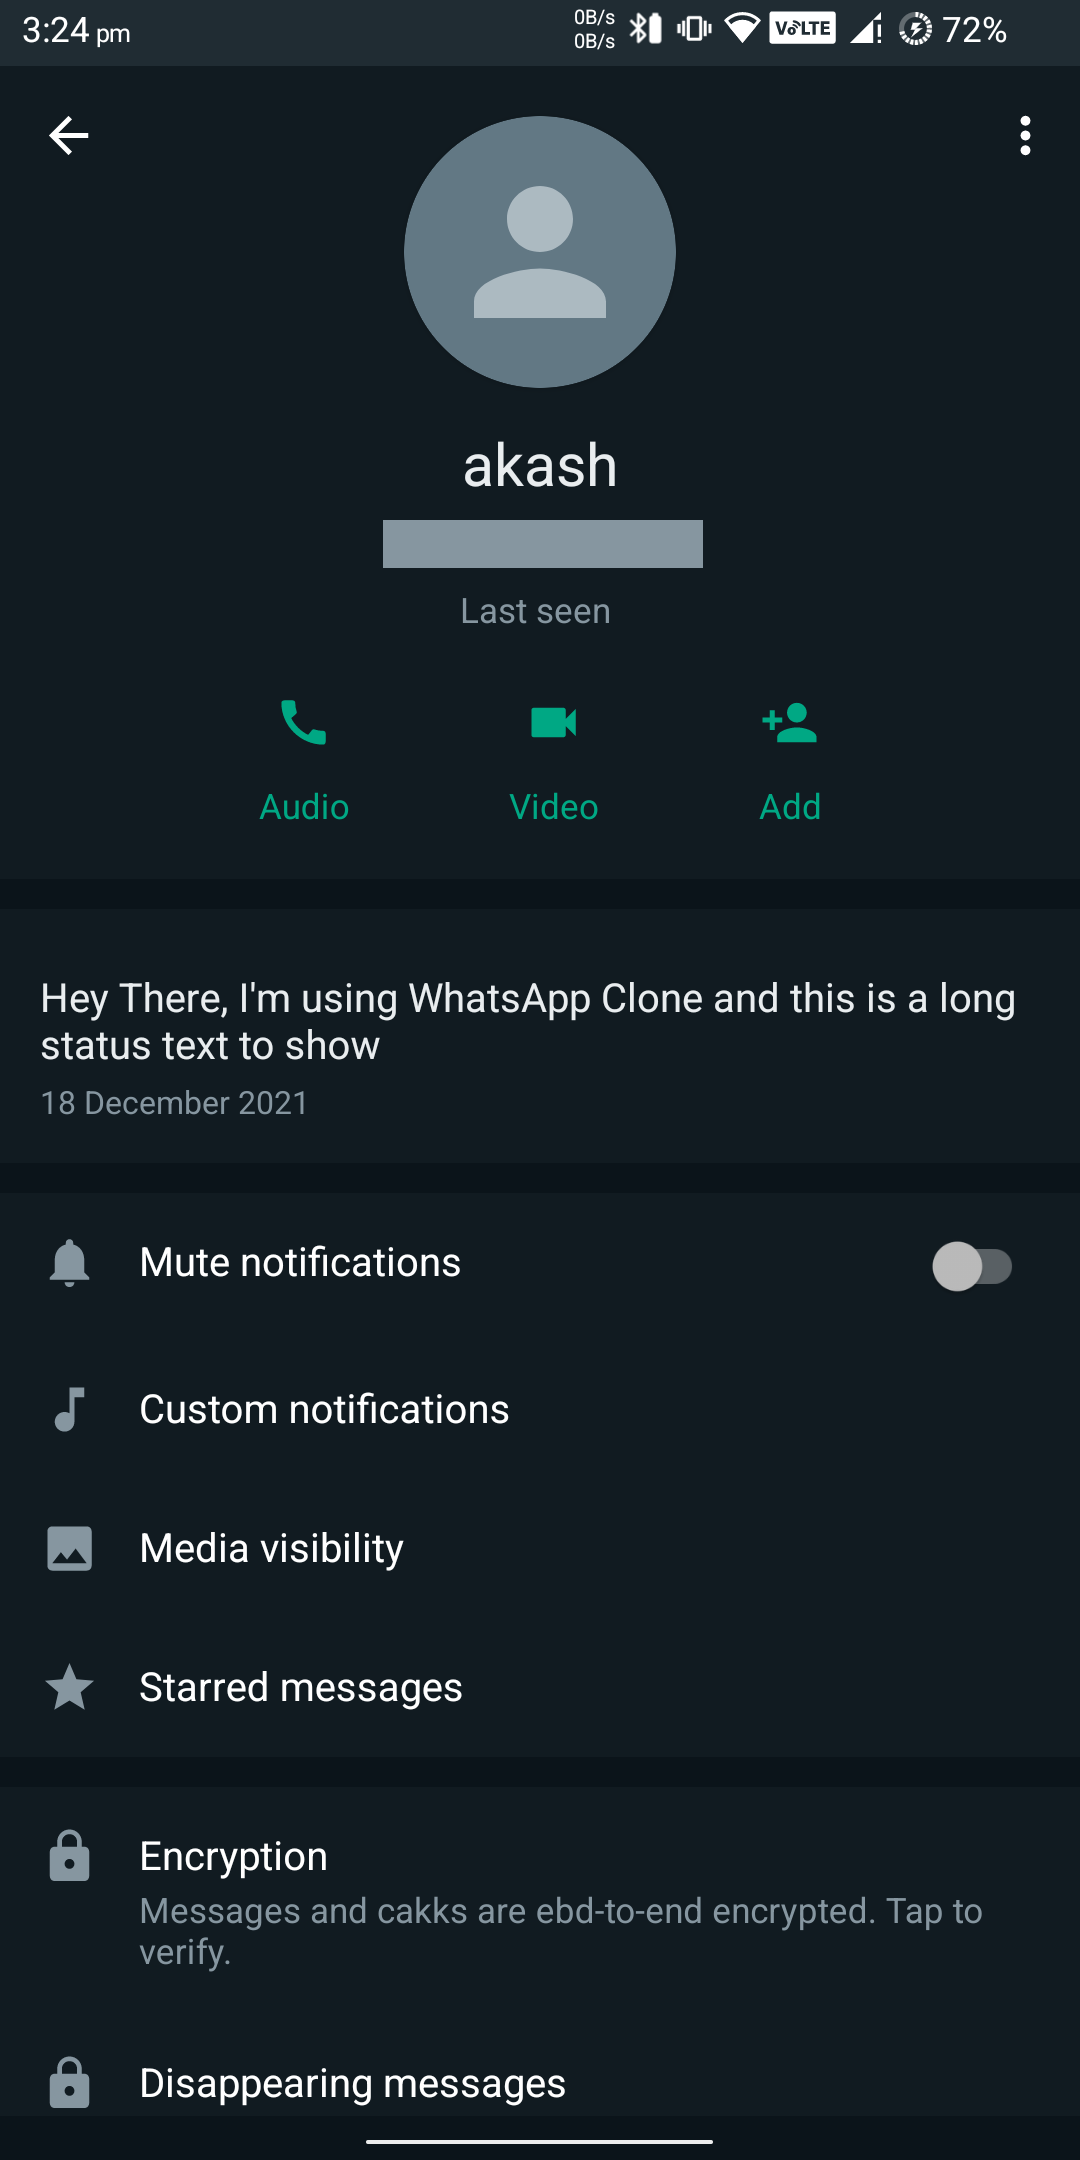 3:24 pm 0B/s VoLTE 72%
0B/s
akash
Last seen
Audio Video Add
Hey There, I'm using WhatsApp Clone and this is a long
status text to show
18 December 2021
Mute notifications
Custom notifications
Media visibility
Starred messages
Encryption
Messages and cakks are ebd-to-end encrypted. Tap to
verify.
Disappearing messages